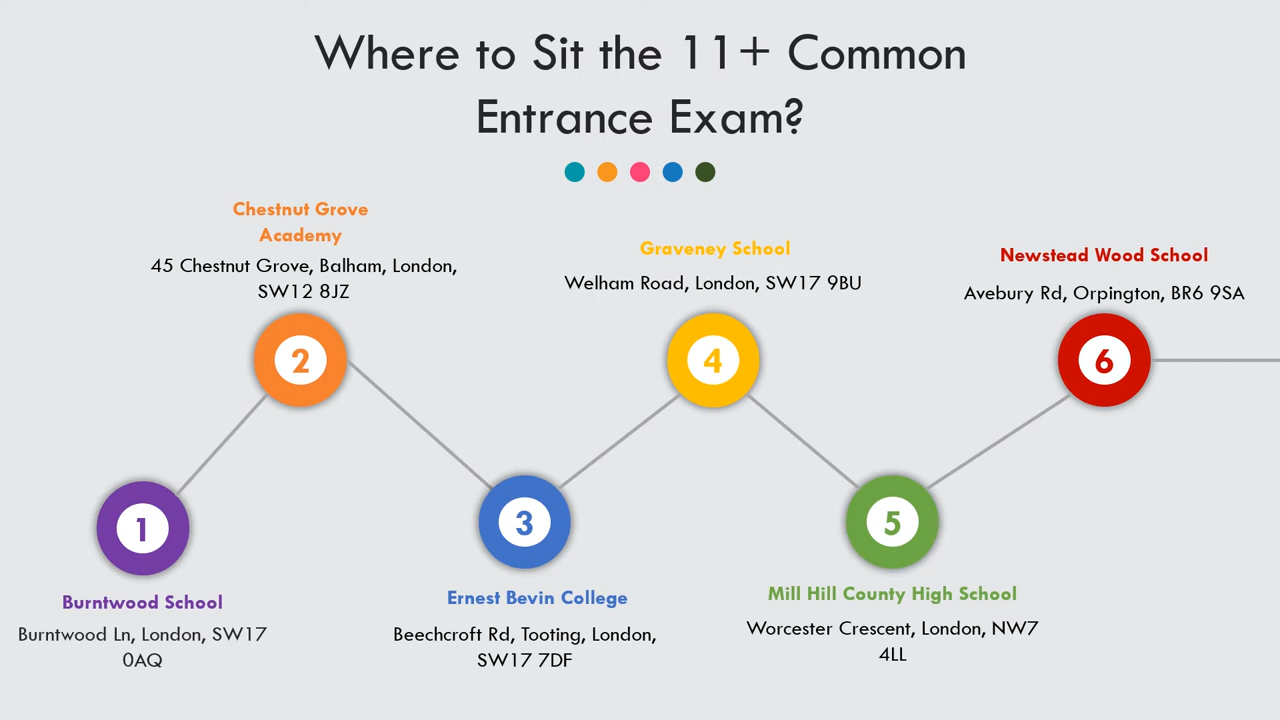 Where to Sit the 11+ Common
Entrance Exam?
Chestnut Grove
Academy
45 Chestnut Grove, Balham, London,
SW12 8JZ
Graveney School
Welham Road, London, SW17 9BU
Newstead Wood School
Avebury Rd, Orpington, BR6 9SA
2
4
6
1
3
5
Burntwood School
Burntwood Ln, London, SW17
0AQ
Ernest Bevin College
Beechcroft Rd, Tooting, London,
SW17 7DF
Mill Hill County High School
Worcester Crescent, London, NW7
4LL